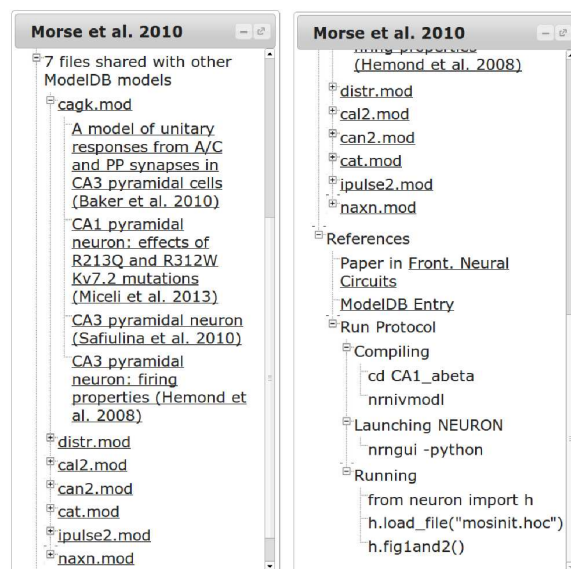 Morse et al. 2010
7 files shared with other
ModelDB models
cagk.mod
A model of unitary
responses from A/C
and PP synapses in
CA3 pyramidal cells
(Baker et al. 2010)
CA1 pyramidal
neuron: effects of
R213Q and R312W
Kv7.2 mutations
(Miceli et al. 2013)
CA3 pyramidal neuron
(Safiulina et al. 2010)
CA3 pyramidal
neuron: firing
properties (Hemond et
al. 2008)
distr.mod
cal2.mod
can2.mod
cat.mod
ipulse2.mod
naxn.mod
Morse et al. 2010
firing properties
(Hemond et al. 2008)
distr.mod
cal2.mod
can2.mod
cat.mod
ipulse2.mod
naxn.mod
References
Paper in Front. Neural
Circuits
ModelDB Entry
Run Protocol
Compiling
cd CA1_abeta
nrnivmodl
Launching NEURON
nrngui -python
Running
from neuron import h
h.load_file("mosinit.hoc")
h.fig1and2()